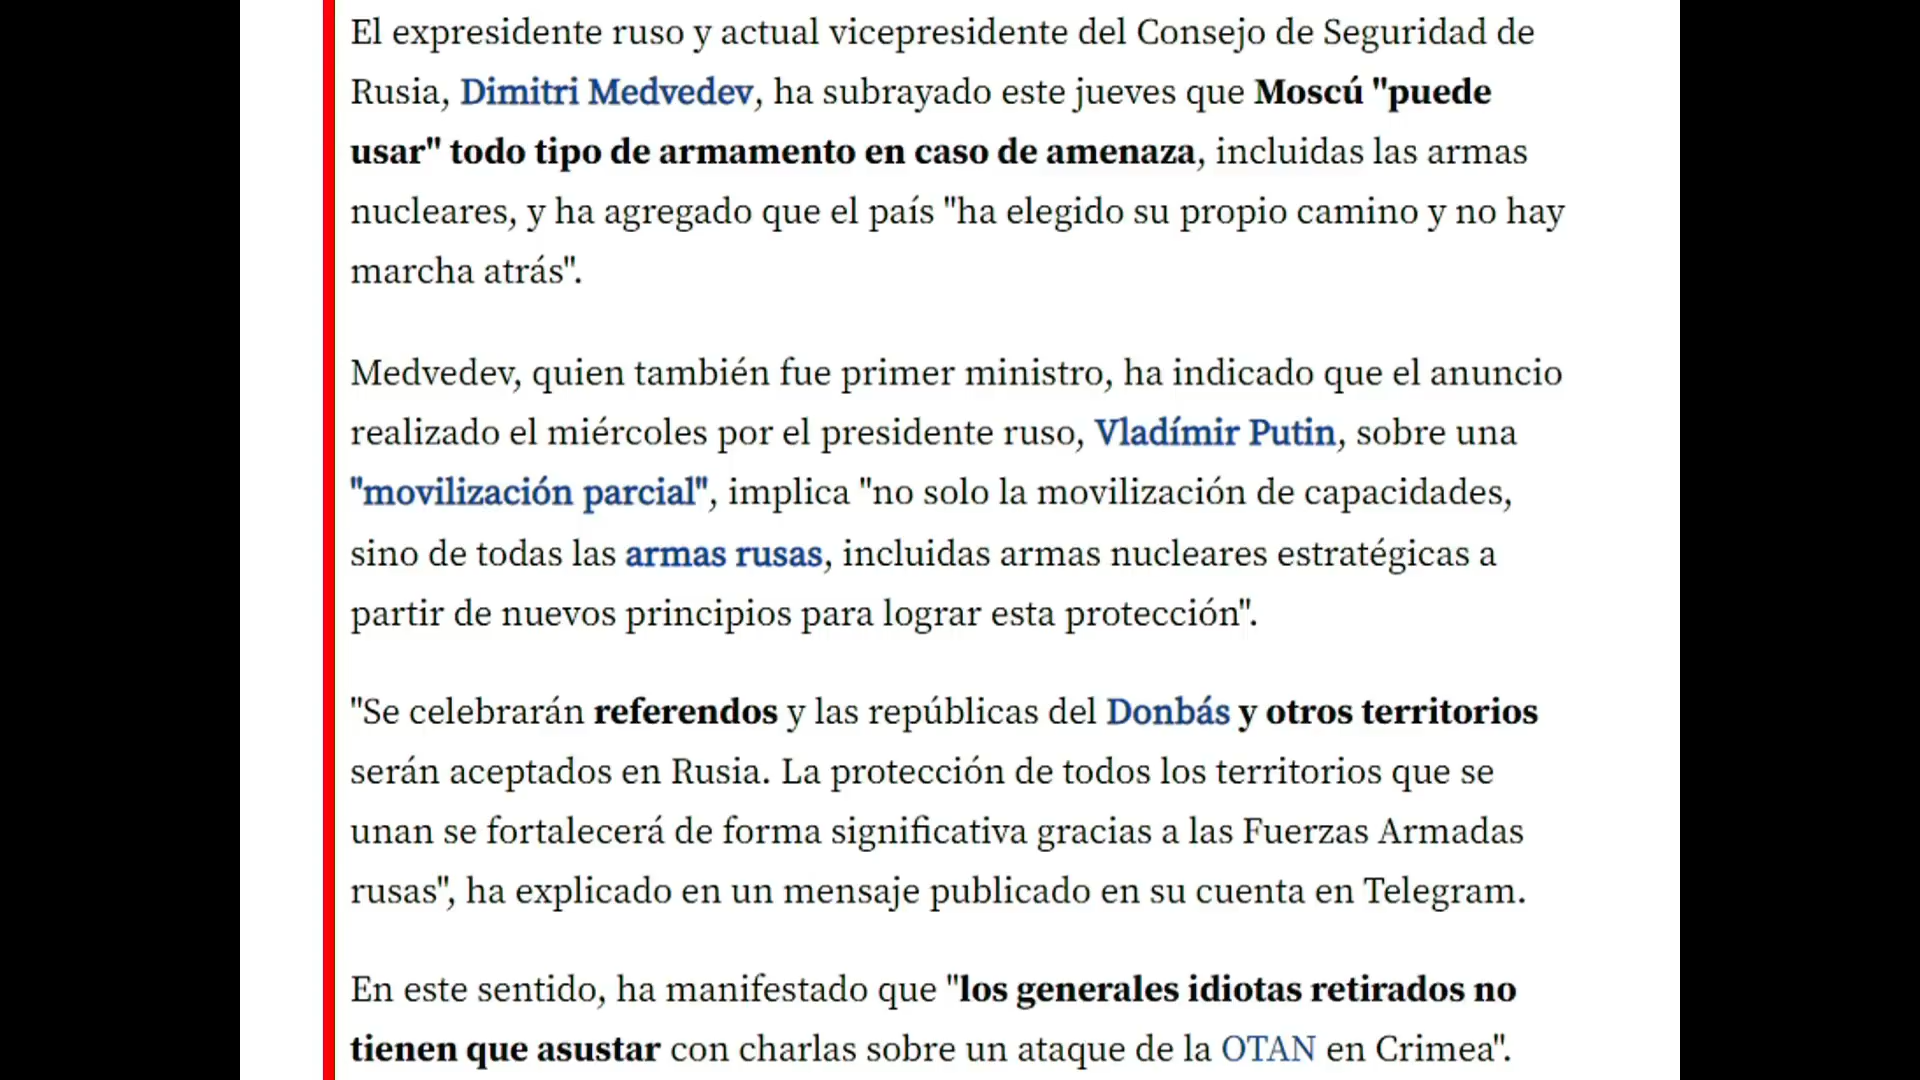 El expresidente ruso y actual vicepresidente del Consejo de Seguridad de
Rusia, Dimitri Medvedev, ha subrayado este jueves que Moscú "puede
usar" todo tipo de armamento en caso de amenaza, incluidas las armas
nucleares, y ha agregado que el país "ha elegido su propio camino y no hay
marcha atrás".
Medvedev, quien también fue primer ministro, ha indicado que el anuncio
realizado el miércoles por el presidente ruso, Vladímir Putin, sobre una
"movilización parcial", implica "no solo la movilización de capacidades,
sino de todas las armas rusas, incluidas armas nucleares estratégicas a
partir de nuevos principios para lograr esta protección".
"Se celebrarán referendos y las repúblicas del Donbás y otros territorios
serán aceptados en Rusia. La protección de todos los territorios que se
unan se fortalecerá de forma significativa gracias a las Fuerzas Armadas
rusas", ha explicado en un mensaje publicado en su cuenta en Telegram.
En este sentido, ha manifestado que "los generales idiotas retirados no
tienen que asustar con charlas sobre un ataque de la OTAN en Crimea".